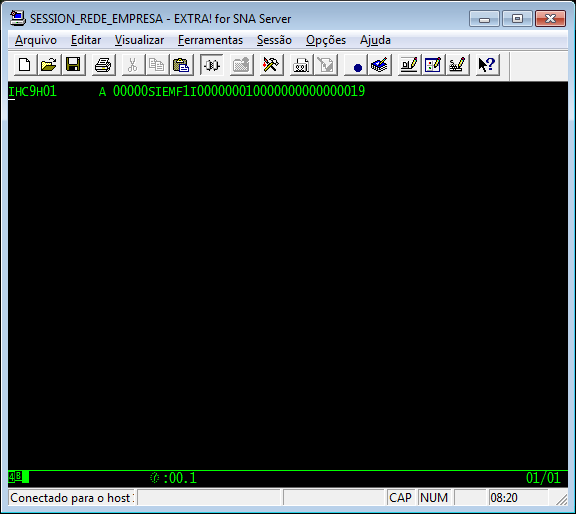 SESSION_REDE_EMPRESA - EXTRA! for SNA Server
Arquivo Editar Visualizar Ferramentas Sessão Opções Ajuda
IHC9H01 A 00000SIEMF1I00000001000000000000019
4B :00.1 01/01
Conectado para o host CAP NUM 08:20